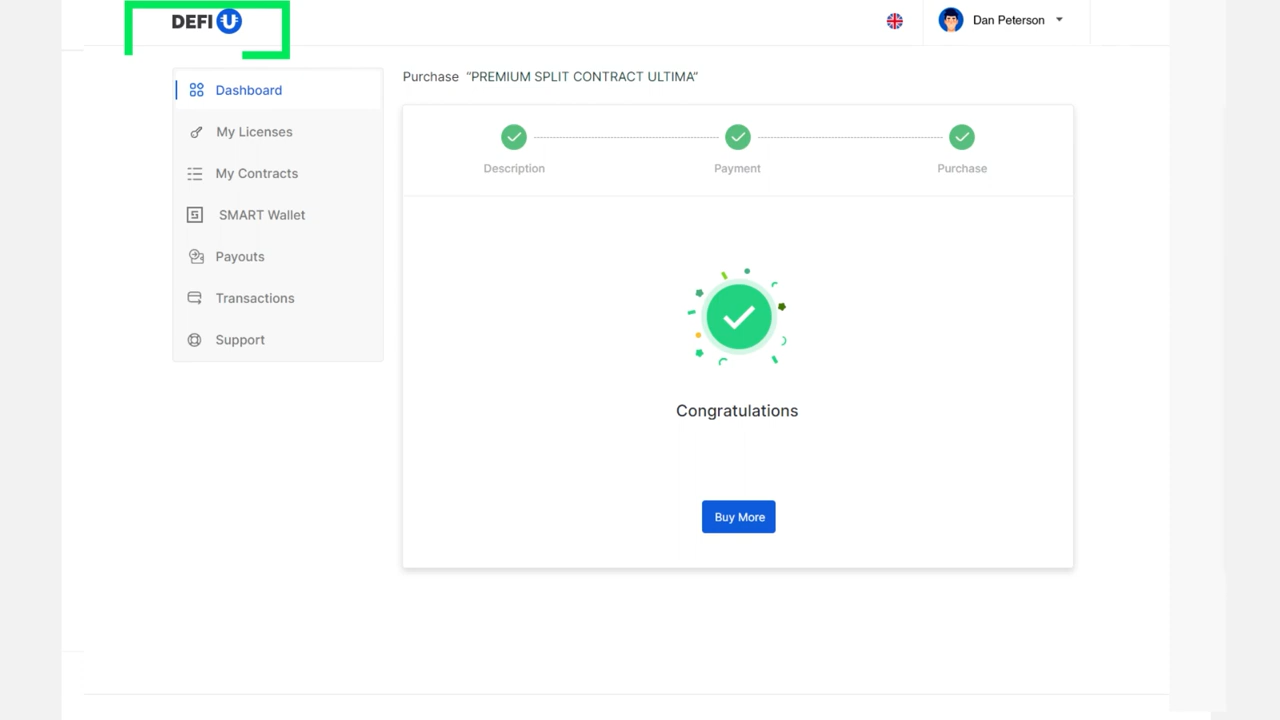 DEFI U
Dan Peterson
Dashboard
My Licenses
My Contracts
SMART Wallet
Payouts
Transactions
Support
Purchase “PREMIUM SPLIT CONTRACT ULTIMA”
Description
Payment
Purchase
Congratulations
Buy More